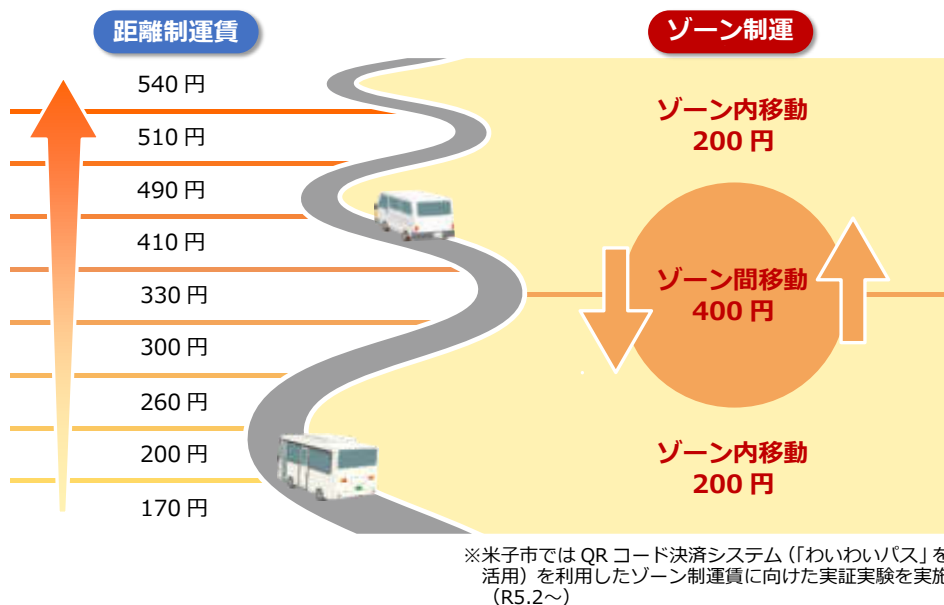 距離制運賃
540 円
510 円
490 円
410 円
330 円
300 円
260 円
200 円
170 円
ゾーン制運
ゾーン内移動
200 円
ゾーン間移動
400 円
ゾーン内移動
200 円
※米子市では QR コード決済システム(「わいわいパス」を
活用)を利用したゾーン制運賃に向けた実証実験を実施
(R5.2~)